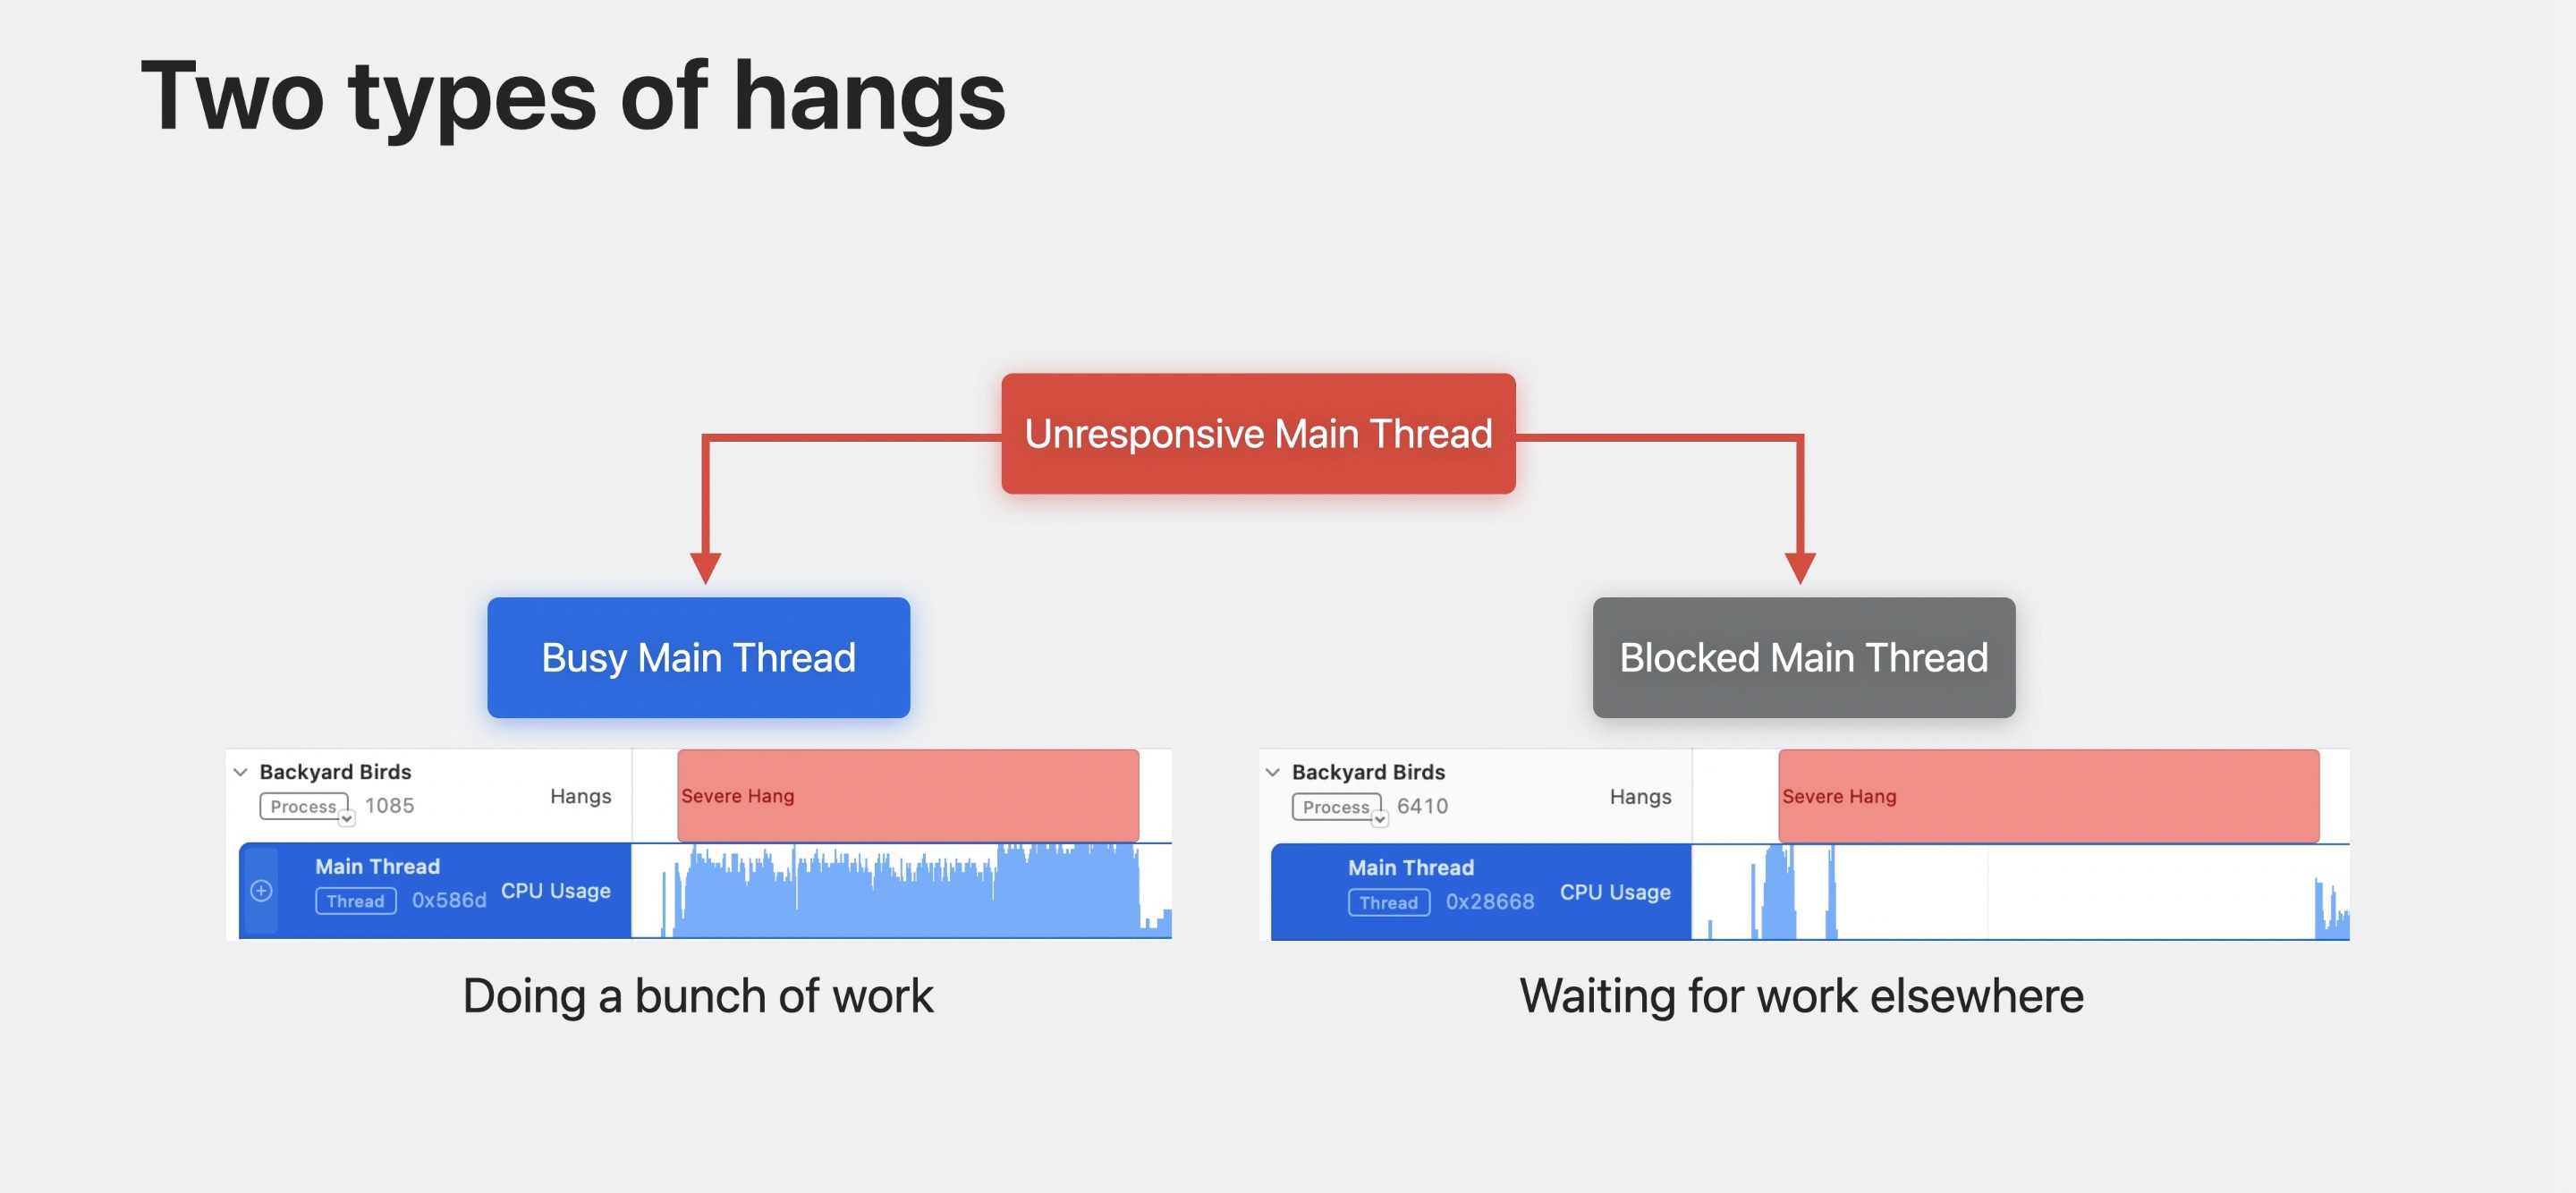 Two types of hangs
Unresponsive Main Thread
Busy Main Thread
Blocked Main Thread
Backyard Birds
Process 1085
Hangs
Severe Hang
Main Thread
Thread 0x586d
CPU Usage
Backyard Birds
Process 6410
Hangs
Severe Hang
Main Thread
Thread 0x28668
CPU Usage
Doing a bunch of work
Waiting for work elsewhere